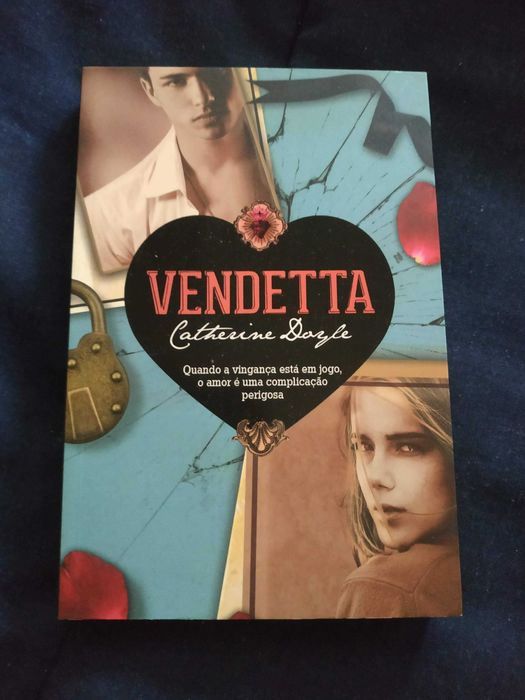 VENDETTA
Catherine Doyle
Quando a vingança está em jogo,
o amor é uma complicação
perigosa